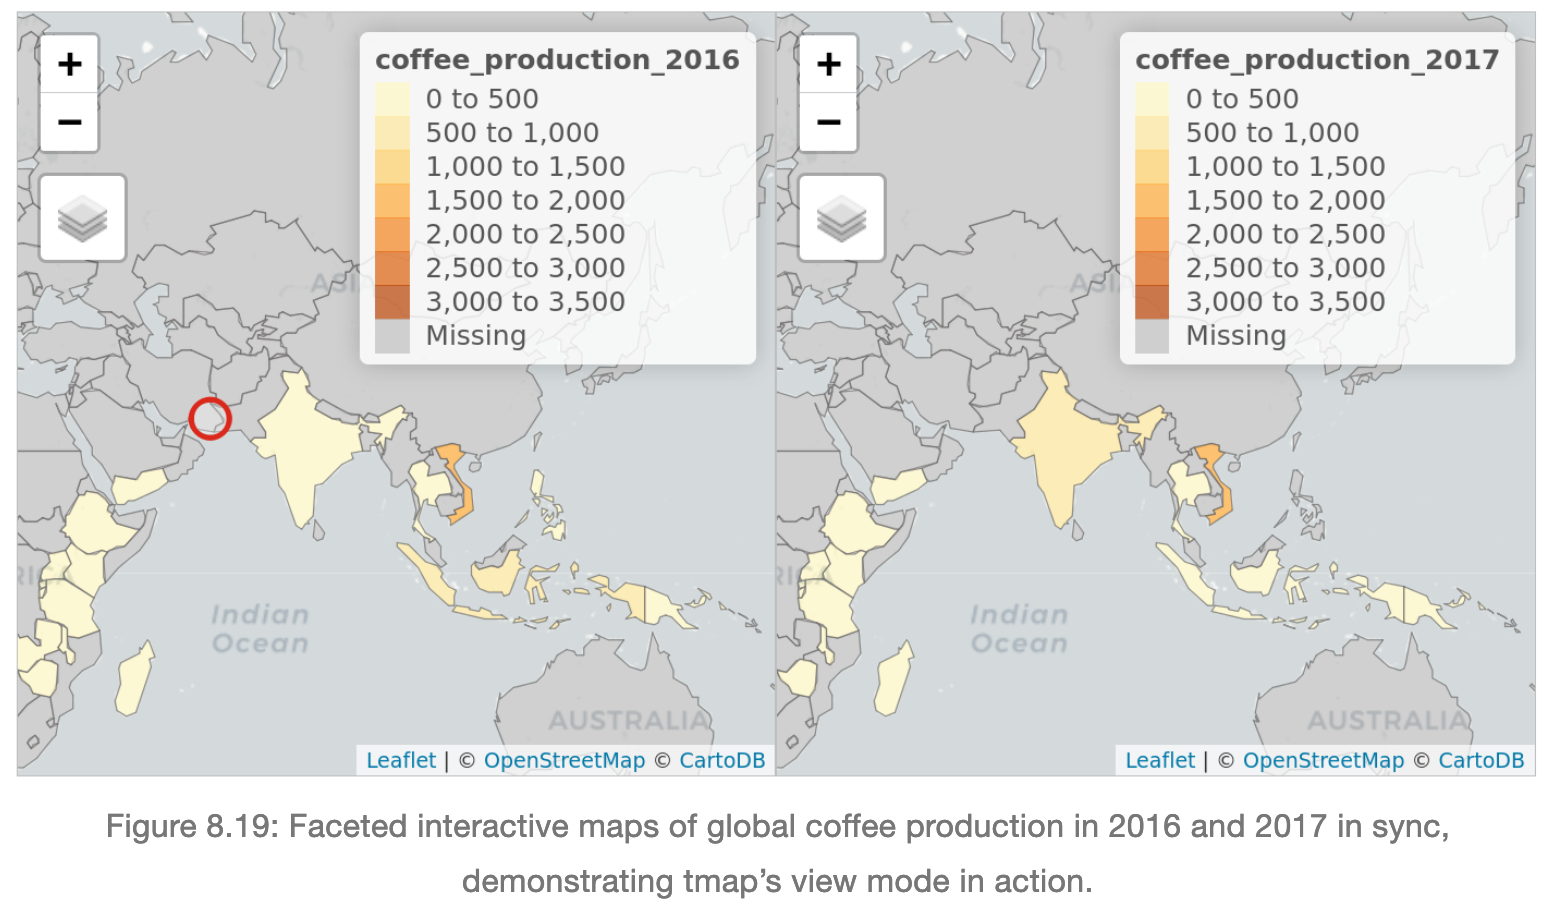 +
−
coffee_production_2016
0 to 500
500 to 1,000
1,000 to 1,500
1,500 to 2,000
2,000 to 2,500
2,500 to 3,000
3,000 to 3,500
Missing
ASI
RICA
Indian
Ocean
AUSTRALIA
Leaflet | © OpenStreetMap © CartoDB
+
−
coffee_production_2017
0 to 500
500 to 1,000
1,000 to 1,500
1,500 to 2,000
2,000 to 2,500
2,500 to 3,000
3,000 to 3,500
Missing
ASI
RICA
Indian
Ocean
AUSTRALIA
Leaflet | © OpenStreetMap © CartoDB
Figure 8.19: Faceted interactive maps of global coffee production in 2016 and 2017 in sync,
demonstrating tmap’s view mode in action.